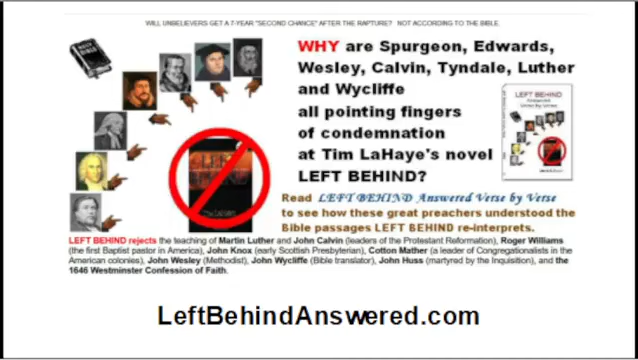 WILL UNBELIEVERS GET A 7-YEAR "SECOND CHANCE" AFTER THE RAPTURE? NOT ACCORDING TO THE BIBLE.
HOLY BIBLE
WHY are Spurgeon, Edwards,
Wesley, Calvin, Tyndale, Luther
and Wycliffe
all pointing fingers
of condemnation
at Tim LaHaye's novel
LEFT BEHIND?
LEFT BEHIND
Answered
Verse by Verse
Read LEFT BEHIND Answered Verse by Verse
to see how these great preachers understood the
Bible passages LEFT BEHIND re-interprets.
LEFT BEHIND rejects the teaching of Martin Luther and John Calvin (leaders of the Protestant Reformation), Roger Williams
(the first Baptist pastor in America), John Knox (early Scottish Presbyterian), Cotton Mather (a leader of Congregationalists in the
American colonies), John Wesley (Methodist), John Wycliffe (Bible translator), John Huss (martyred by the Inquisition), and the
1646 Westminster Confession of Faith.
LeftBehindAnswered.com